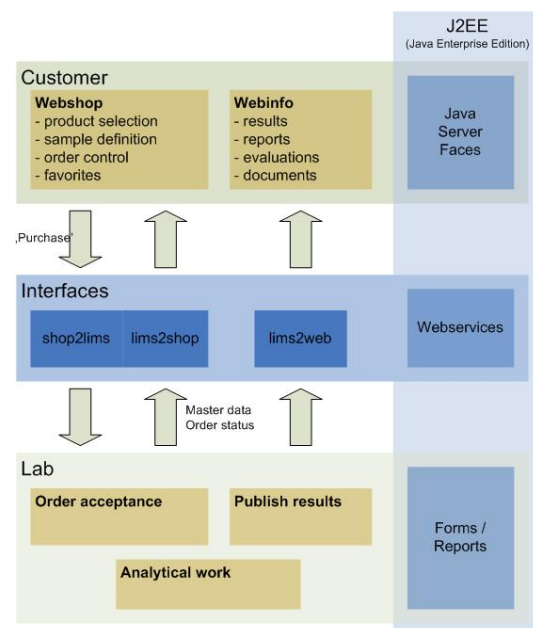 J2EE
(Java Enterprise Edition)
Customer
Webshop
- product selection
- sample definition
- order control
- favorites
Webinfo
- results
- reports
- evaluations
- documents
Java
Server
Faces
‚Purchase'
Interfaces
shop2lims
lims2shop
lims2web
Webservices
Master data
Order status
Lab
Order acceptance
Publish results
Analytical work
Forms /
Reports